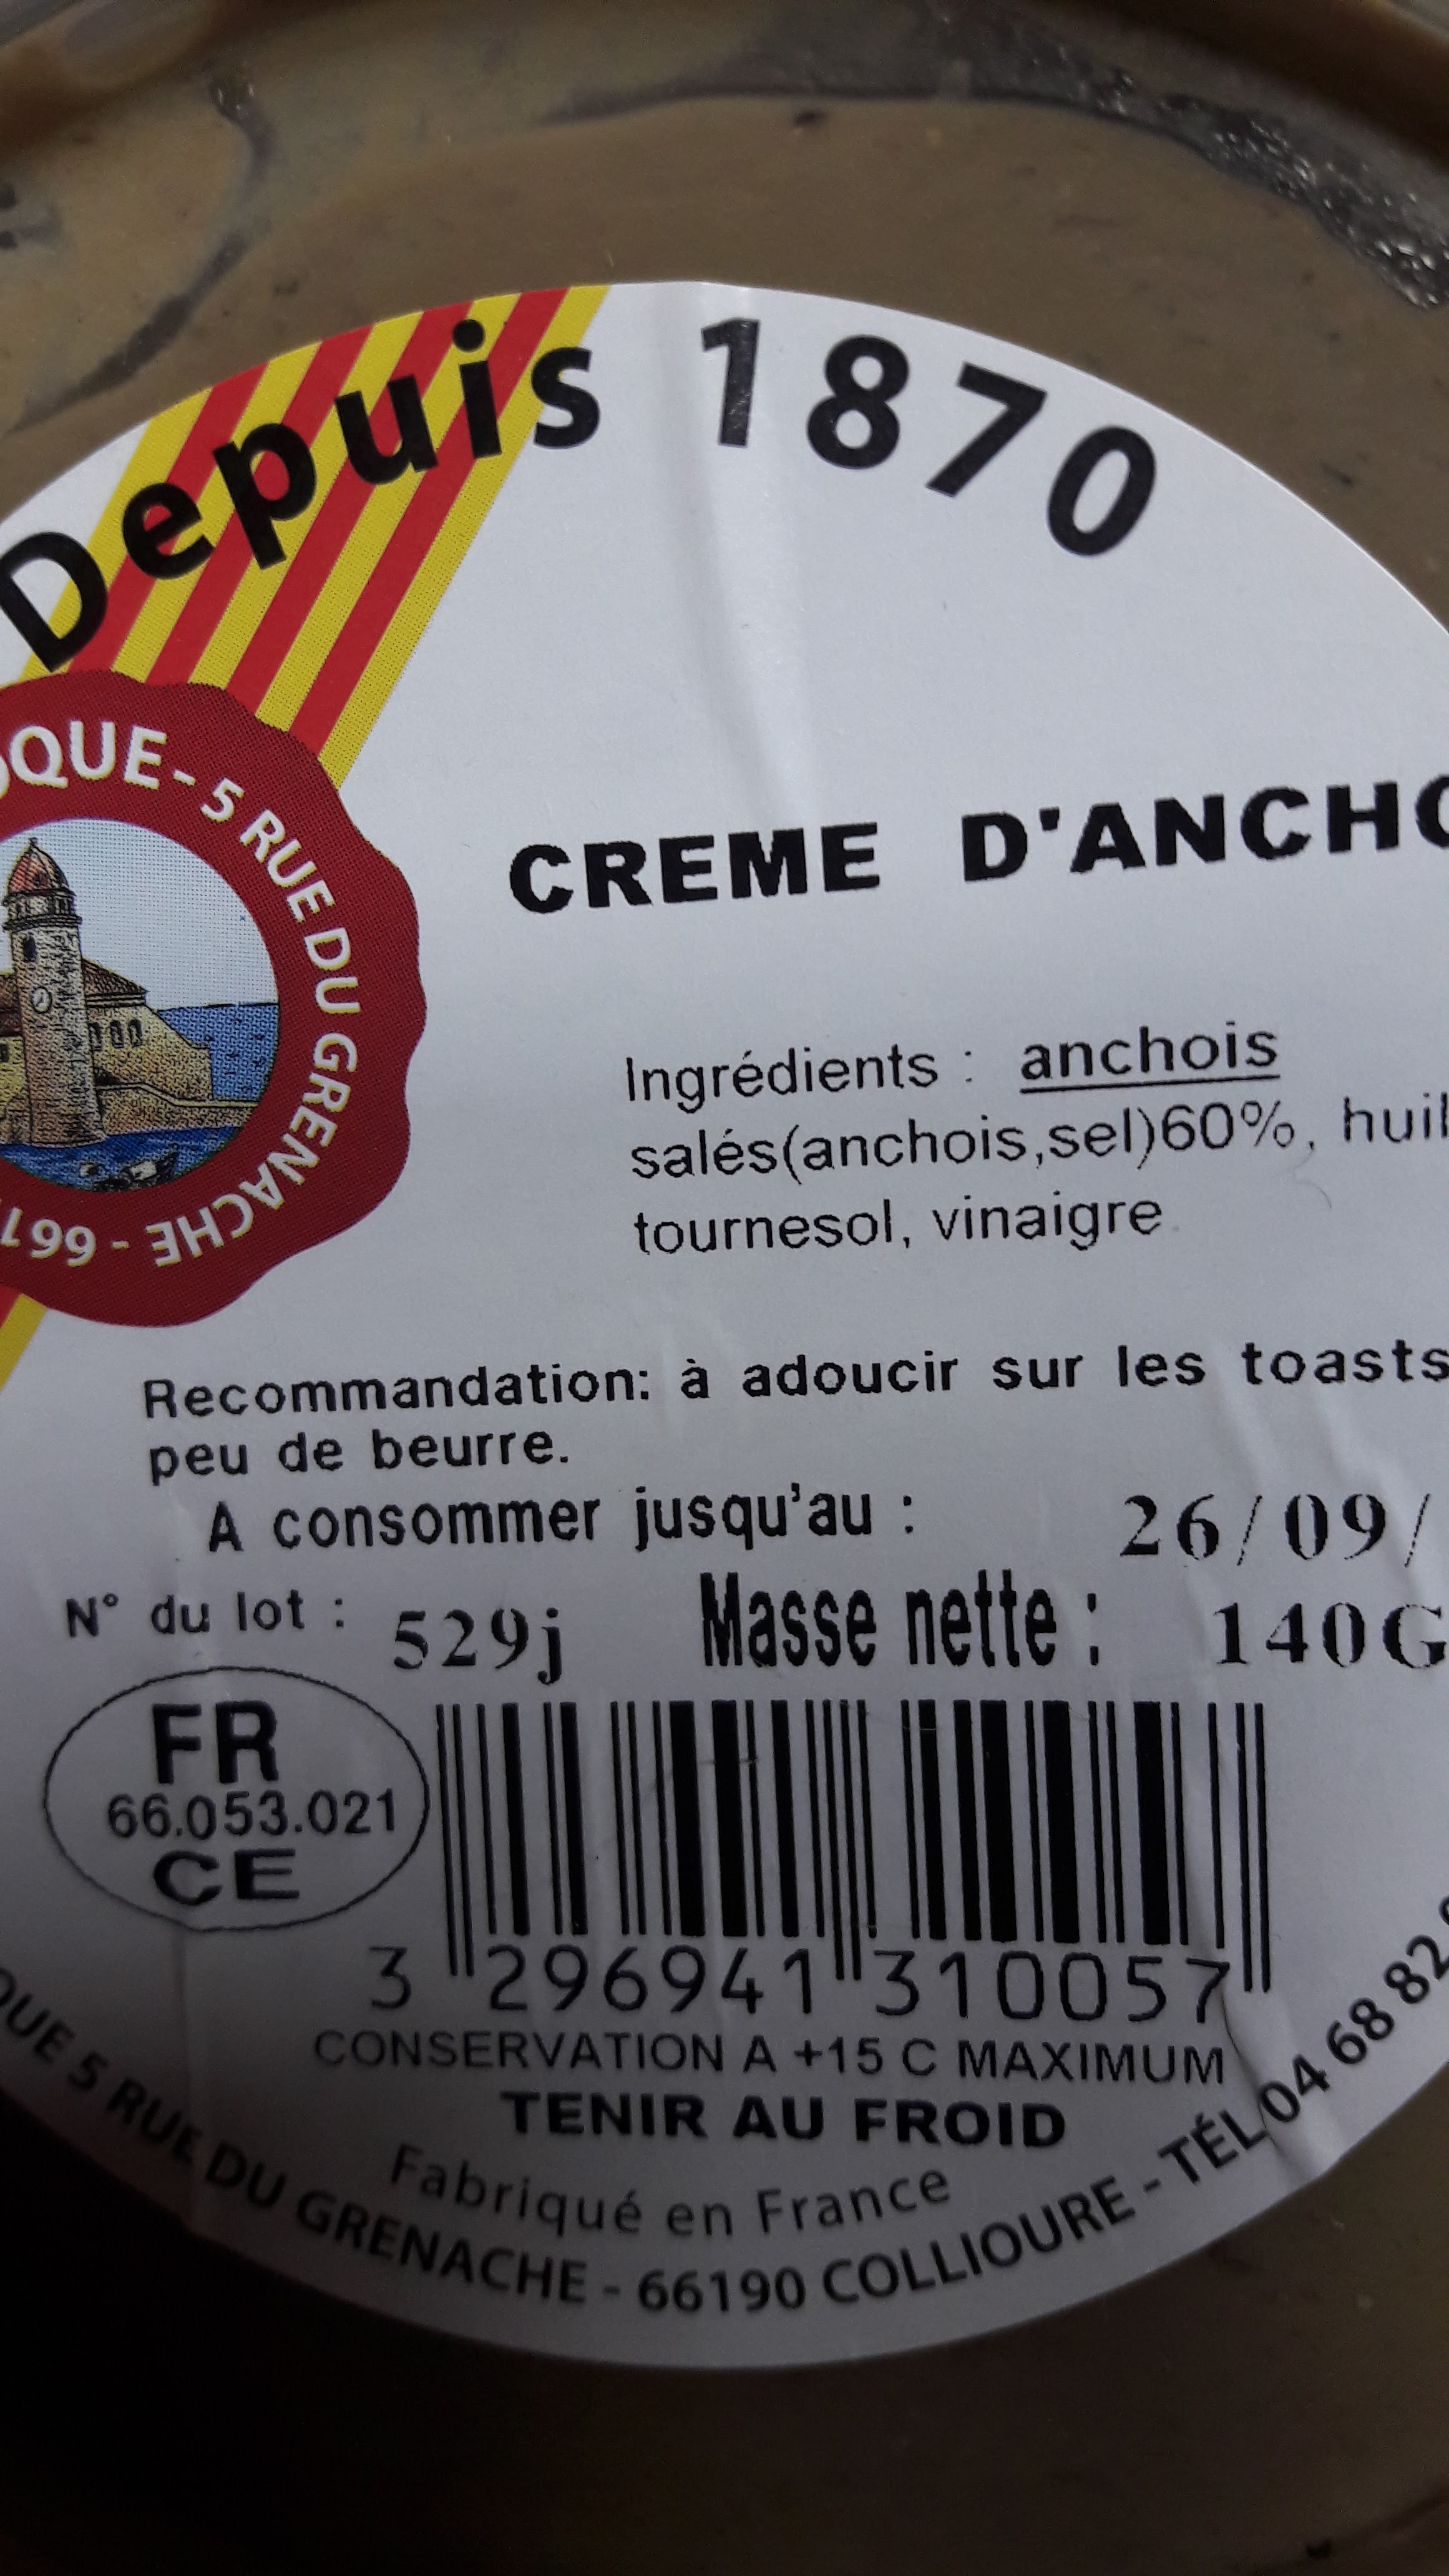 Depuis 1870
QUE - 5 RUE DU GRENACHE - 661
CREME D'ANCHO
Ingrédients : anchois
salés(anchois,sel)60%, huil
tournesol, vinaigre
Recommandation: à adoucir sur les toasts
peu de beurre.
A consommer jusqu'au : 26/09/
N° du lot : 529j Masse nette : 140G
FR
66.053.021
CE
3 296941 310057
CONSERVATION A +15 C MAXIMUM
TENIR AU FROID
Fabriqué en France
QUE 5 RUE DU GRENACHE - 66190 COLLIOURE - TÉL 04 68 82